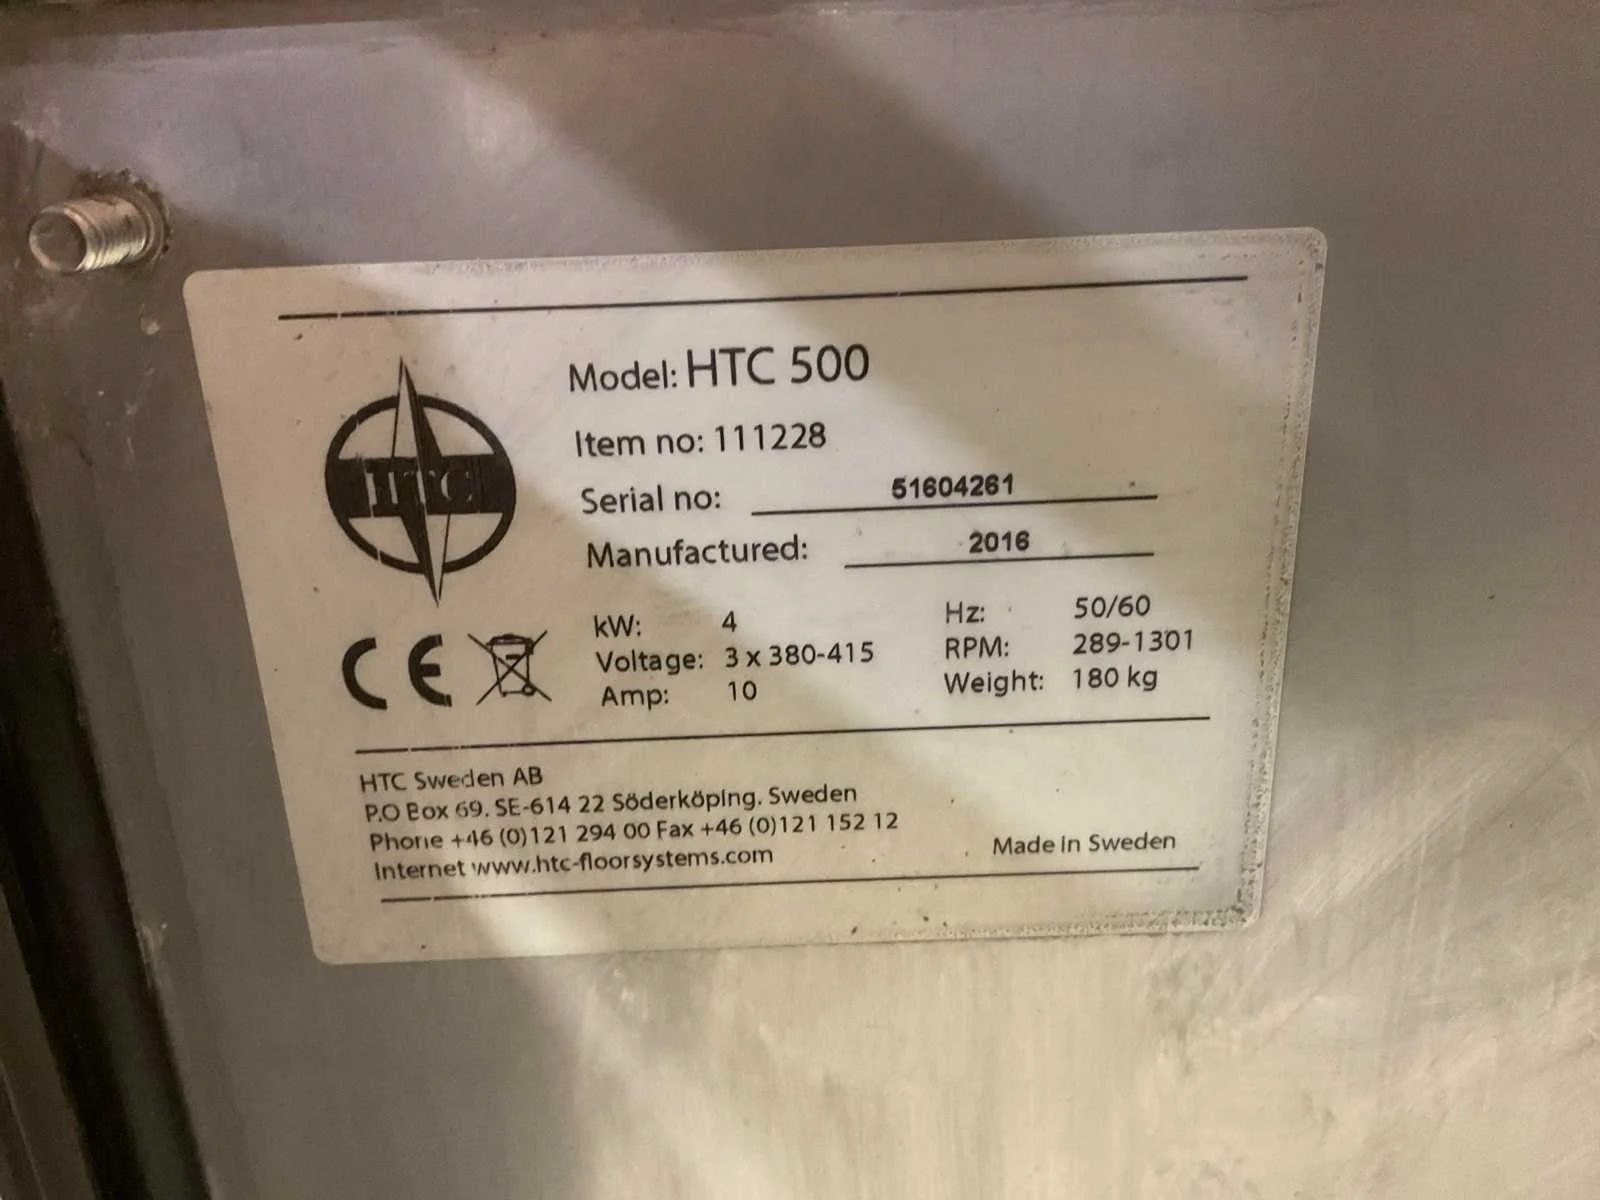 Model: HTC 500
Item no: 111228
Serial no: 51604261
Manufactured: 2016
HTC
kW: 4 Hz: 50/60
Voltage: 3 x 380-415 RPM: 289-1301
Amp: 10 Weight: 180 kg
CE
HTC Sweden AB
P.O Box 69. SE-614 22 Söderköping. Sweden
Phone +46 (0)121 294 00 Fax +46 (0)121 152 12
Internet www.htc-floorsystems.com
Made in Sweden